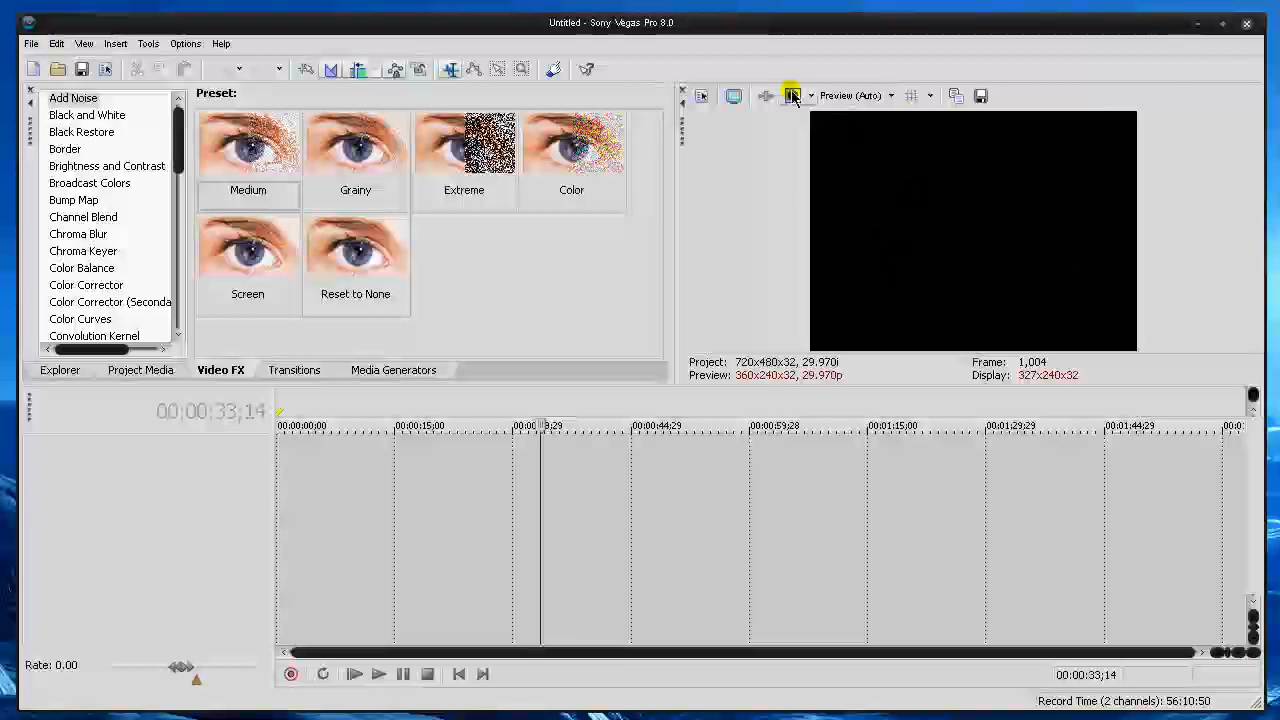 Untitled - Sony Vegas Pro 8.0
File Edit View Insert Tools Options Help
Add Noise
Black and White
Black Restore
Border
Brightness and Contrast
Broadcast Colors
Bump Map
Channel Blend
Chroma Blur
Chroma Keyer
Color Balance
Color Corrector
Color Corrector (Seconda
Color Curves
Convolution Kernel
Preset:
Medium Grainy Extreme Color
Screen Reset to None
Explorer Project Media Video FX Transitions Media Generators
Preview (Auto)
Project: 720x480x32, 29.970i Frame: 1,004
Preview: 360x240x32, 29.970p Display: 327x240x32
00:00:33;14
00:00:00;00 00:00:15;00 00:00:29;29 00:00:44;29 00:00:59;28 00:01:15;00 00:01:29;29 00:01:44;29 00:0
Rate: 0.00
00:00:33;14
Record Time (2 channels): 56:10:50